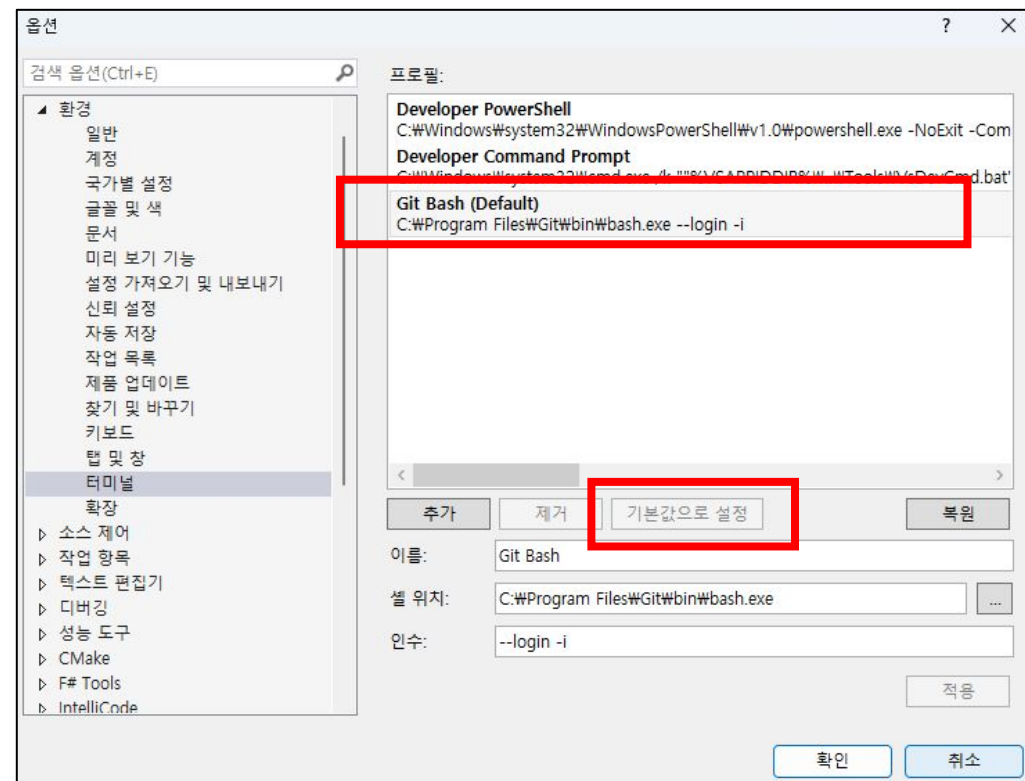 옵션
?
검색 옵션(Ctrl+E)
환경
일반
계정
국가별 설정
글꼴 및 색
문서
미리 보기 기능
설정 가져오기 및 내보내기
신뢰 설정
자동 저장
작업 목록
제품 업데이트
찾기 및 바꾸기
키보드
탭 및 창
터미널
확장
소스 제어
작업 항목
텍스트 편집기
디버깅
성능 도구
CMake
F# Tools
IntelliCode
프로필:
Developer PowerShell
C:₩Windows₩system32₩WindowsPowerShell₩v1.0₩powershell.exe -NoExit -Com
Developer Command Prompt
C:₩Windows₩system32₩cmd.exe /k
Git Bash (Default)
C:₩Program Files₩Git₩bin₩bash.exe --login -i
추가
제거
기본값으로 설정
복원
이름:
Git Bash
셸 위치:
C:₩Program Files₩Git₩bin₩bash.exe
...
인수:
--login -i
적용
확인
취소